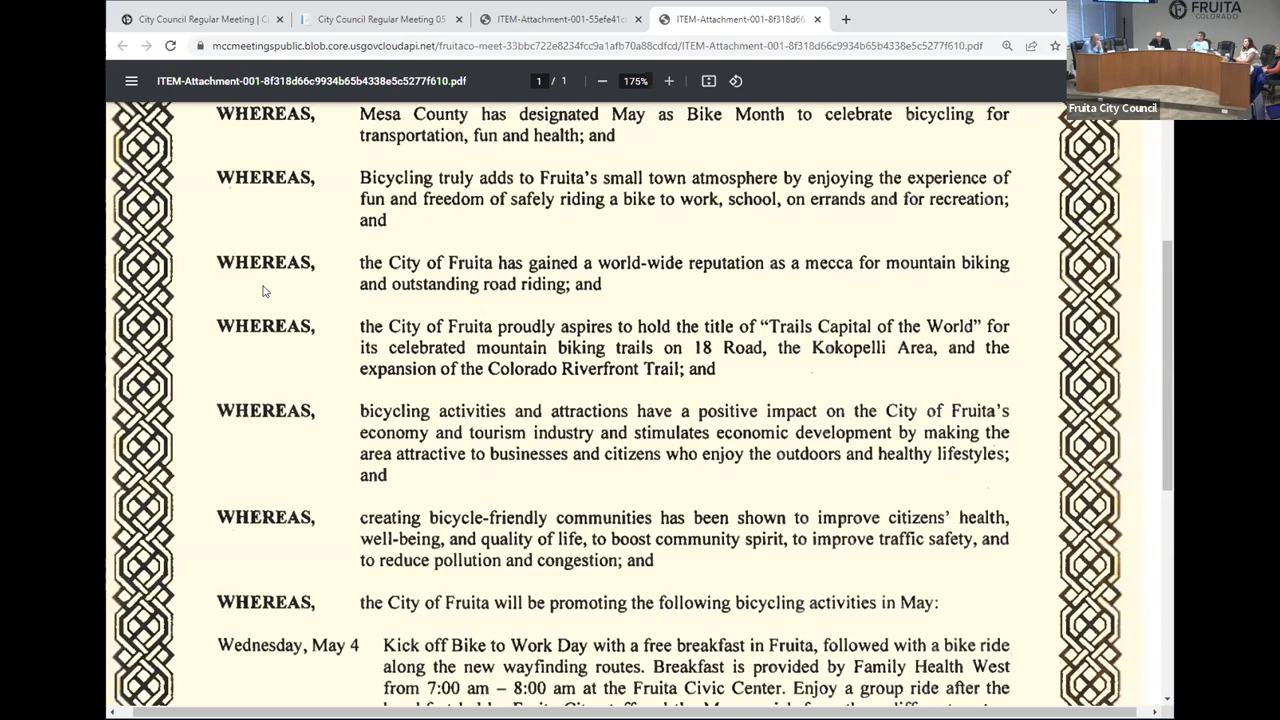 City Council Regular Meeting | C
City Council Regular Meeting 05
ITEM-Attachment-001-55efe41c
ITEM-Attachment-001-8f318d66
mccmeetingspublic.blob.core.usgovcloudapi.net/fruitaco-meet-33bbc722e8234fcc9a1afb70a88cdfcd/ITEM-Attachment-001-8f318d66c9934b65b4338e5c5277f610.pdf
FRUITA
COLORADO
Fruita City Council
ITEM-Attachment-001-8f318d66c9934b65b4338e5c5277f610.pdf
1 / 1
175%
WHEREAS, Mesa County has designated May as Bike Month to celebrate bicycling for
transportation, fun and health; and
WHEREAS, Bicycling truly adds to Fruita's small town atmosphere by enjoying the experience of
fun and freedom of safely riding a bike to work, school, on errands and for recreation;
and
WHEREAS, the City of Fruita has gained a world-wide reputation as a mecca for mountain biking
and outstanding road riding; and
WHEREAS, the City of Fruita proudly aspires to hold the title of “Trails Capital of the World” for
its celebrated mountain biking trails on 18 Road, the Kokopelli Area, and the
expansion of the Colorado Riverfront Trail; and
WHEREAS, bicycling activities and attractions have a positive impact on the City of Fruita's
economy and tourism industry and stimulates economic development by making the
area attractive to businesses and citizens who enjoy the outdoors and healthy lifestyles;
and
WHEREAS, creating bicycle-friendly communities has been shown to improve citizens' health,
well-being, and quality of life, to boost community spirit, to improve traffic safety, and
to reduce pollution and congestion; and
WHEREAS, the City of Fruita will be promoting the following bicycling activities in May:
Wednesday, May 4 Kick off Bike to Work Day with a free breakfast in Fruita, followed with a bike ride
along the new wayfinding routes. Breakfast is provided by Family Health West
from 7:00 am – 8:00 am at the Fruita Civic Center. Enjoy a group ride after the